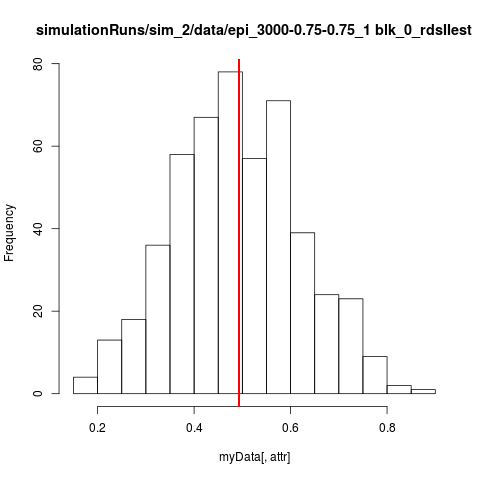 simulationRuns/sim_2/data/epi_3000-0.75-0.75_1 blk_0_rdsIIest
80
60
40
20
0
Frequency
0.2 0.4 0.6 0.8
myData[, attr]